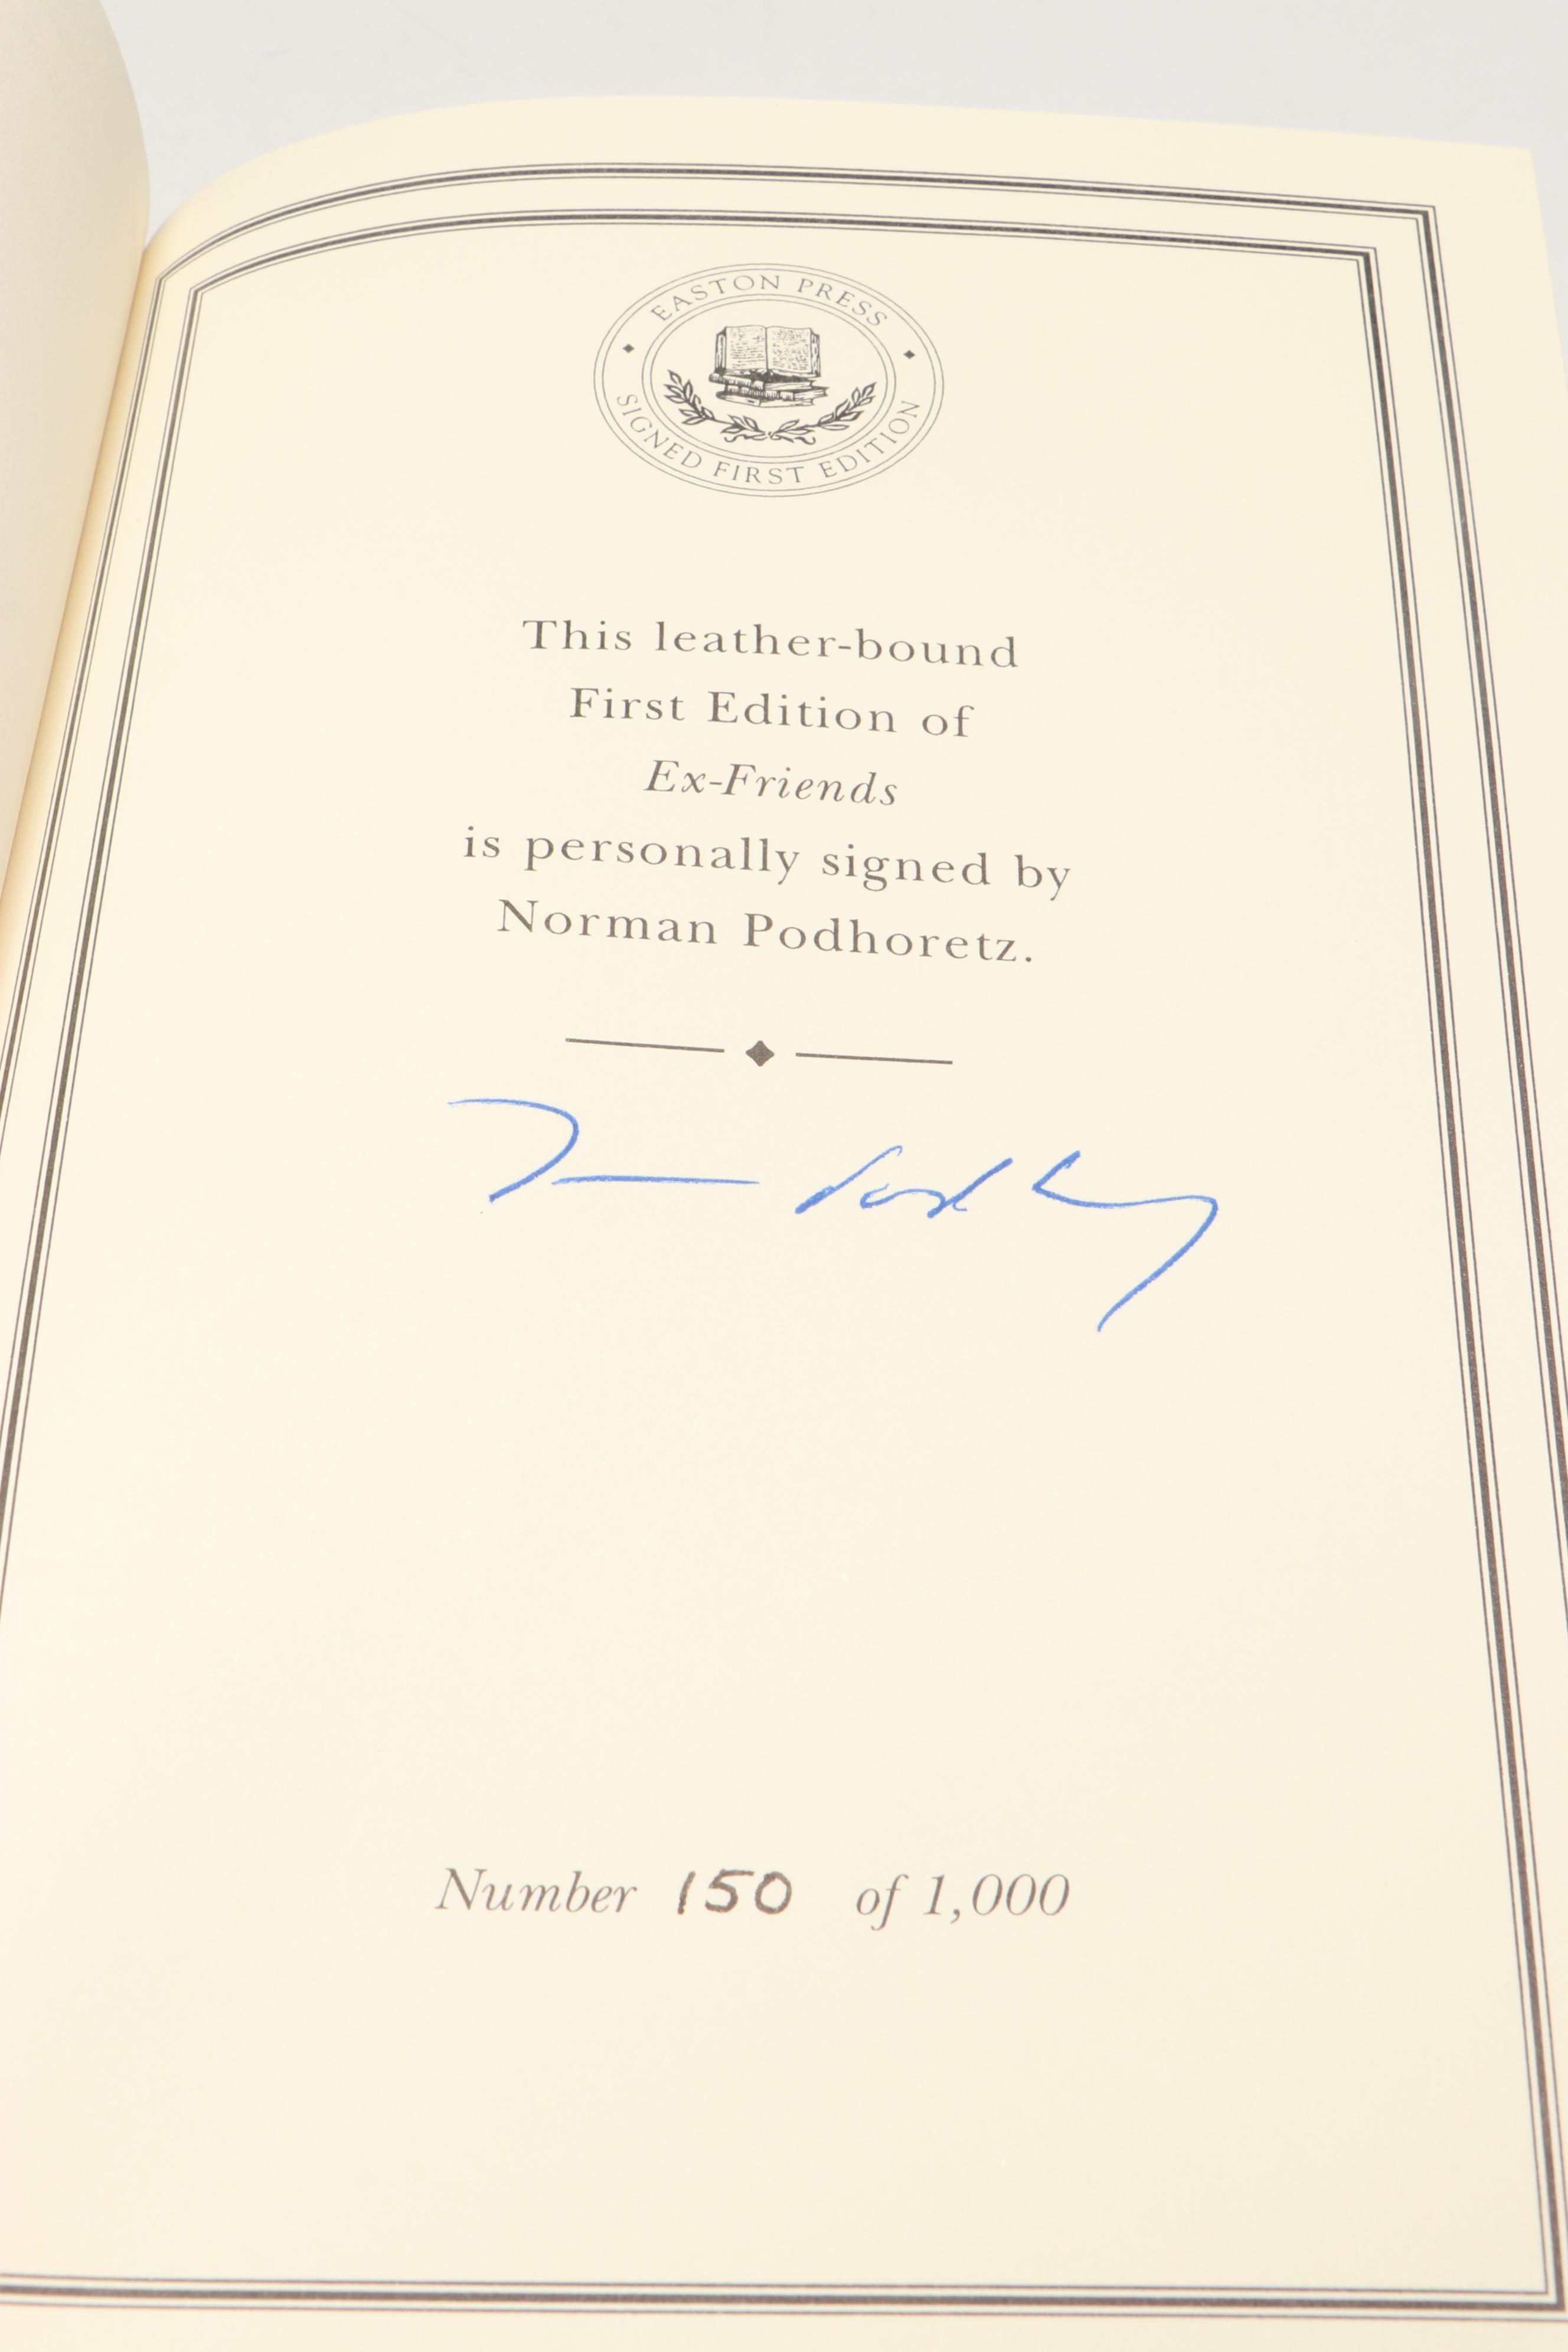 EASTON PRESS
SIGNED FIRST EDITION
This leather-bound
First Edition of
Ex-Friends
is personally signed by
Norman Podhoretz.
Number 150 of 1,000